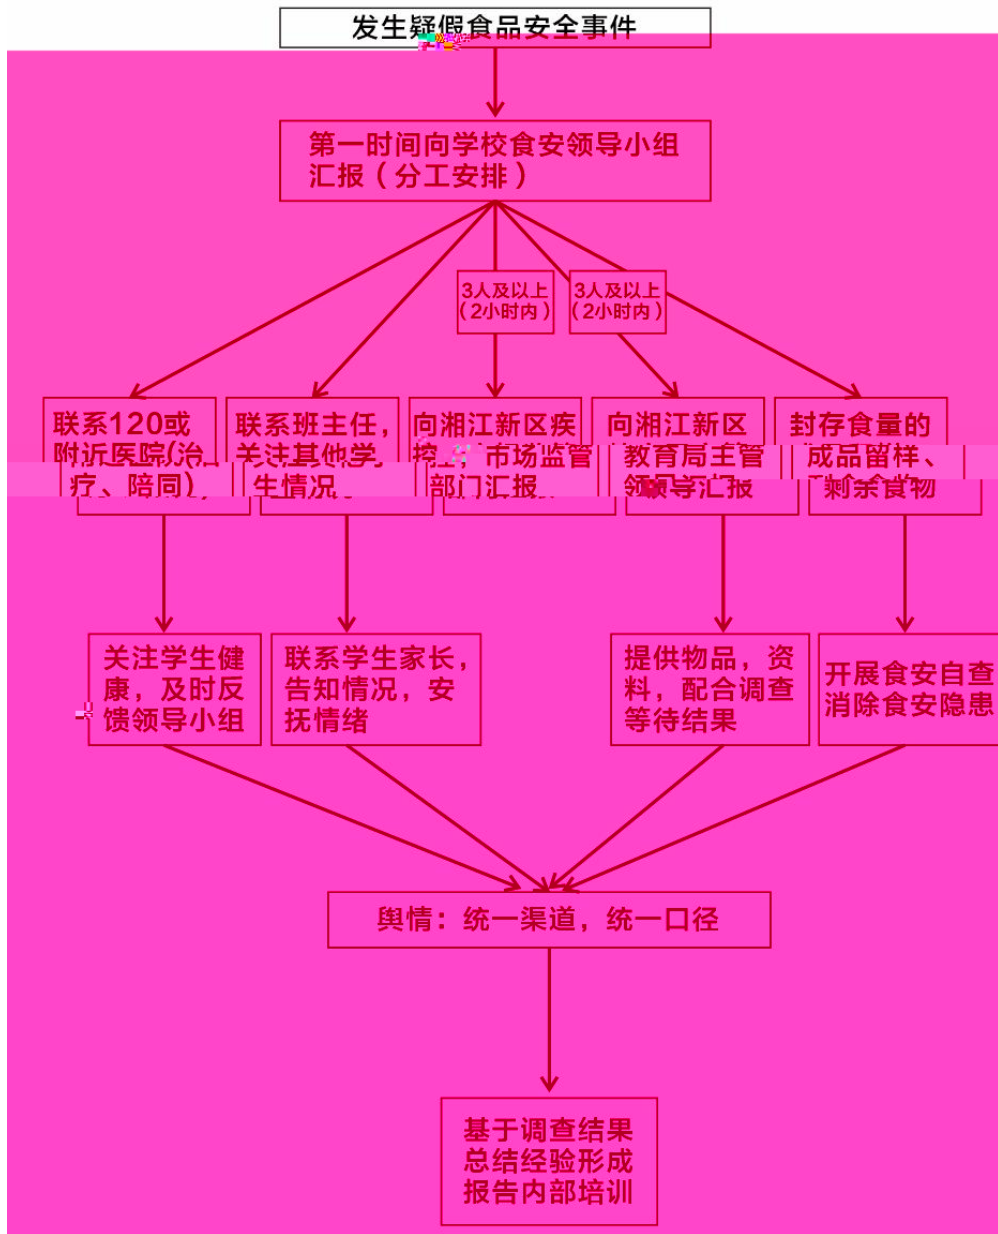 发生疑假食品安全事件
第一时间向学校食安领导小组
汇报（分工安排）
3人及以上
（2小时内）
3人及以上
（2小时内）
联系120或
附近医院(治
疗、陪同)
联系班主任，
关注其他学
生情况
向湘江新区疾
控 市场监管
部门汇报
向湘江新区
教育局主管
领导汇报
封存食量的
成品留样、
剩余食物
关注学生健
康，及时反
馈领导小组
联系学生家长，
告知情况，安
抚情绪
提供物品，资
料，配合调查
等待结果
开展食安自查
消除食安隐患
舆情：统一渠道，统一口径
基于调查结果
总结经验形成
报告内部培训